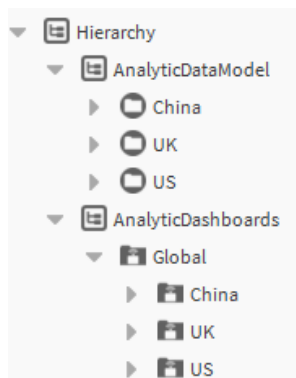 Hierarchy
AnalyticDataModel
China
UK
US
AnalyticDashboards
Global
China
UK
US